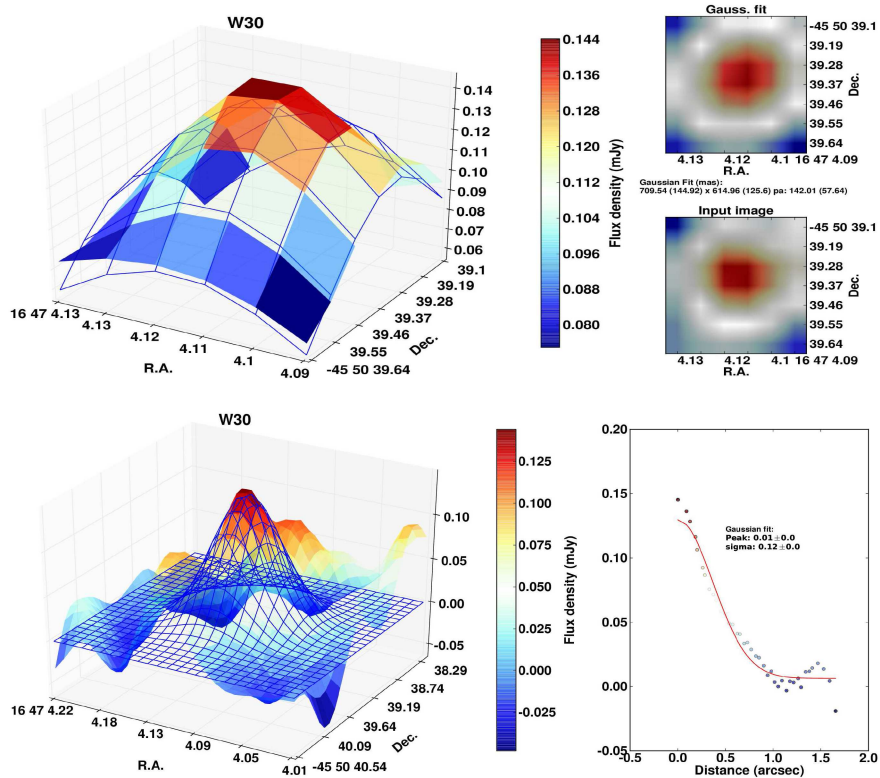 W30
0.14
0.13
0.12
0.11
0.10
0.09
0.08
0.07
0.06
16 47 4.13
4.13
4.12
4.11
4.1
4.09
R.A.
39.1
39.19
39.28
39.37
39.46
39.55
-45 50 39.64
Dec.
0.144
0.136
0.128
0.120
0.112
0.104
0.096
0.088
0.080
Flux density (mJy)
Gauss. fit
-45 50 39.1
39.19
39.28
39.37
39.46
39.55
39.64
Dec.
4.13 4.12 4.11 16 47 4.09
R.A.
Gaussian Fit (mas):
709.54 (144.92) x 614.96 (125.6) pa: 142.01 (57.64)
Input image
-45 50 39.1
39.19
39.28
39.37
39.46
39.55
39.64
Dec.
4.13 4.12 4.11 16 47 4.09
R.A.
W30
0.10
0.05
0.00
-0.05
16 47 4.22
4.18
4.13
4.09
4.05
4.01
R.A.
38.29
38.74
39.19
39.64
40.09
-45 50 40.54
Dec.
0.125
0.100
0.075
0.050
0.025
0.000
-0.025
Flux density (mJy)
0.20
0.15
0.10
0.05
0.00
-0.05
Gaussian fit:
Peak: 0.01±0.0
sigma: 0.12±0.0
-0.5 0.0 0.5 1.0 1.5 2.0
Distance (arcsec)